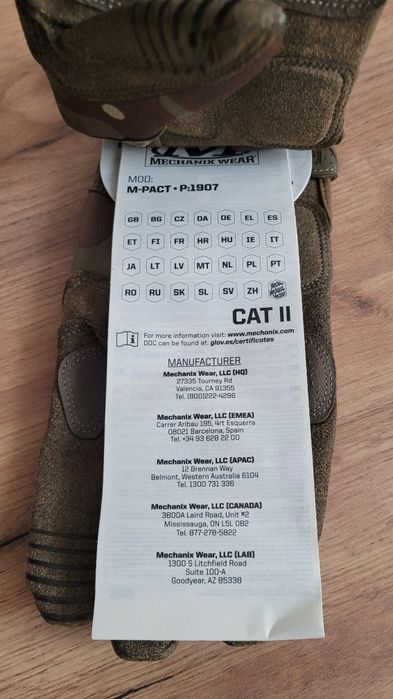 MECHANIX WEAR
MOD:
M-PACT • P:1907
GB BG CZ DA DE EL ES
ET FI FR HR HU IE IT
JA LT LV MT NL PL PT
RO RU SK SL SV ZH
CAT II
For more information visit: www.mechanix.com
DOC can be found at: glov.es/certificates
MANUFACTURER
Mechanix Wear, LLC (HQ)
27335 Tourney Rd
Valencia, CA 91355
Tel. (800)222-4296
Mechanix Wear, LLC (EMEA)
Carrer Aribau 195, 4rt Esquerra
08021 Barcelona, Spain
Tel. +34 93 628 22 00
Mechanix Wear, LLC (APAC)
12 Brennan Way
Belmont, Western Australia 6104
Tel. 1300 731 336
Mechanix Wear, LLC (CANADA)
3800A Laird Road, Unit #2
Mississauga, ON L5L 0B2
Tel. 877-278-5822
Mechanix Wear, LLC (LAB)
1300 S Litchfield Road
Suite 100-A
Goodyear, AZ 85338